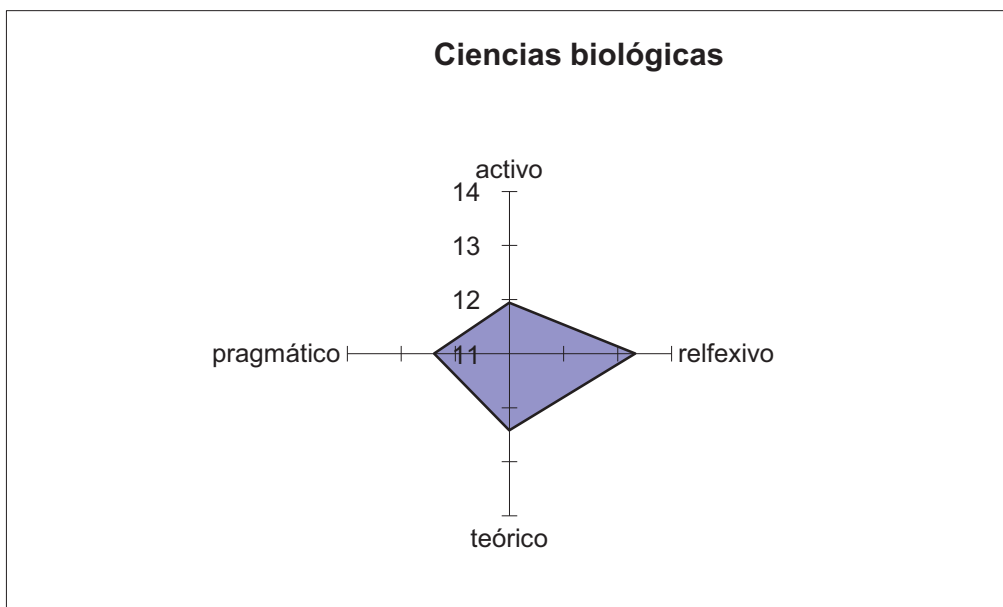 Ciencias biológicas
activo
14
13
12
pragmático 11 relfexivo
teórico